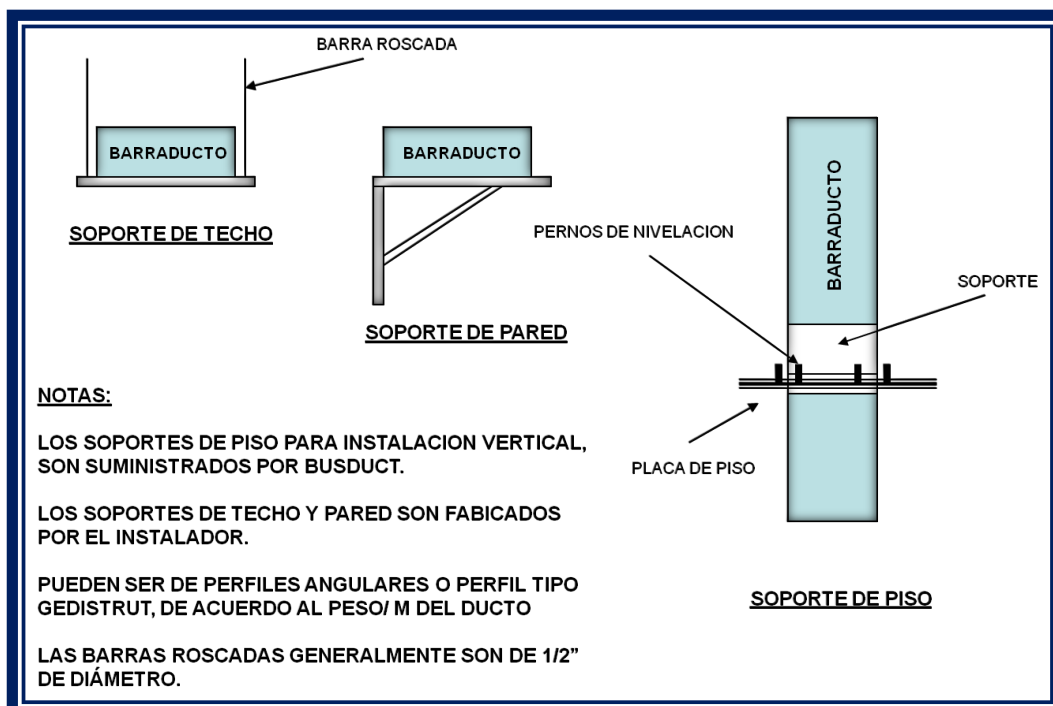 BARRA ROSCADA
BARRADUCTO
SOPORTE DE TECHO
BARRADUCTO
SOPORTE DE PARED
BARRADUCTO
PERNOS DE NIVELACION
SOPORTE
PLACA DE PISO
SOPORTE DE PISO
NOTAS:
LOS SOPORTES DE PISO PARA INSTALACION VERTICAL,
SON SUMINISTRADOS POR BUSDUCT.
LOS SOPORTES DE TECHO Y PARED SON FABICADOS
POR EL INSTALADOR.
PUEDEN SER DE PERFILES ANGULARES O PERFIL TIPO
GEDISTRUT, DE ACUERDO AL PESO/ M DEL DUCTO
LAS BARRAS ROSCADAS GENERALMENTE SON DE 1/2”
DE DIÁMETRO.